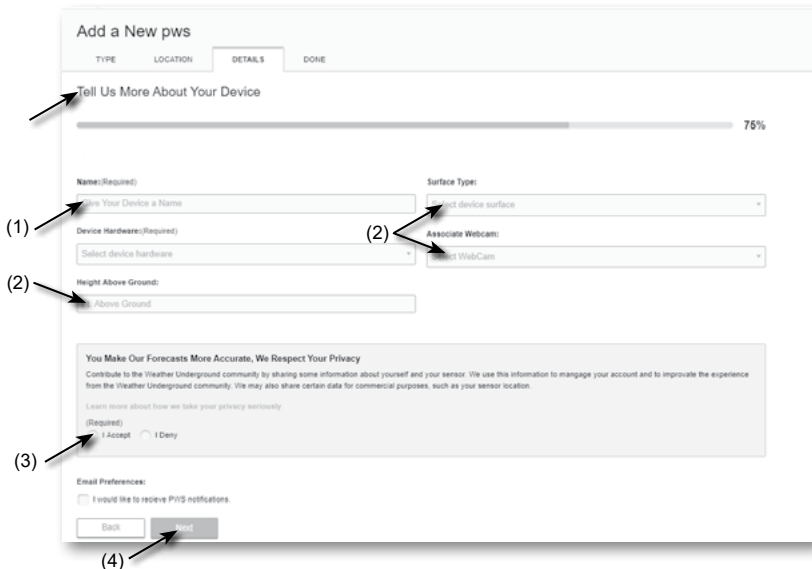 Add a New pws
TYPE LOCATION DETAILS DONE
Tell Us More About Your Device
75%
Name:(Required)
Give Your Device a Name
Surface Type:
Select device surface
(1)
Device Hardware:(Required)
Select device hardware
(2)
Associate Webcam:
Select WebCam
(2)
Height Above Ground:
Above Ground
You Make Our Forecasts More Accurate, We Respect Your Privacy
Contribute to the Weather Underground community by sharing some information about yourself and your sensor. We use this information to mangage your account and to improvate the experience
from the Weather Underground community. We may also share certain data for commercial purposes, such as your sensor location.
Learn more about how we take your privacy seriously
(Required)
I Accept I Deny
(3)
Email Preferences:
I would like to recieve PWS notifications.
Back Next
(4)